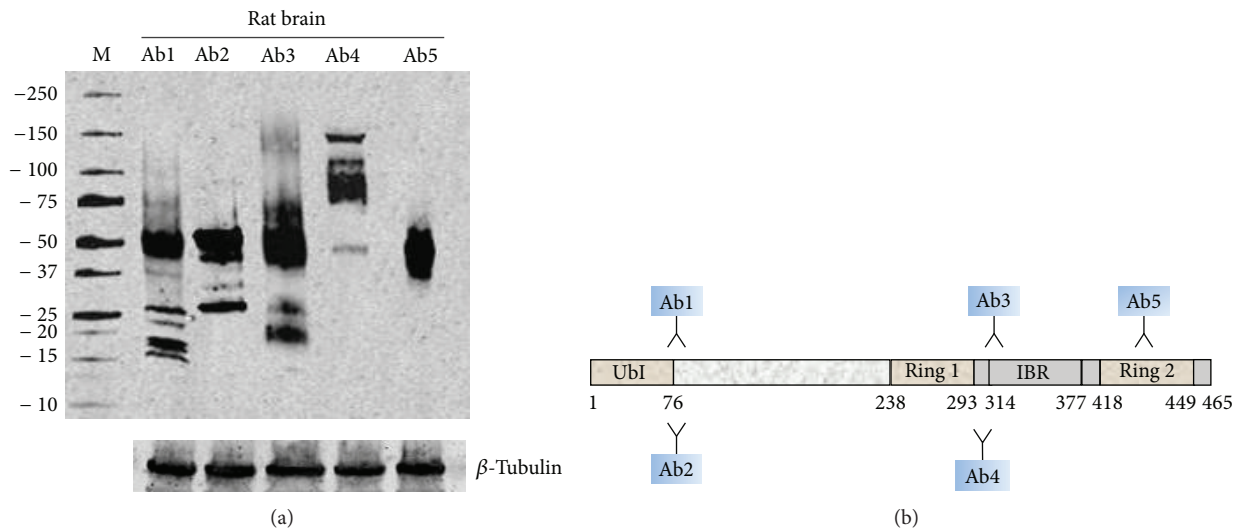 Rat brain
M Ab1 Ab2 Ab3 Ab4 Ab5
−250
−150
− 100
− 75
− 50
− 37
− 25
− 20
− 15
− 10
β-Tubulin
(a)
Ab1 Ab3 Ab5
UbI Ring 1 IBR Ring 2
1 76 238 293 314 377 418 449 465
Ab2 Ab4
(b)